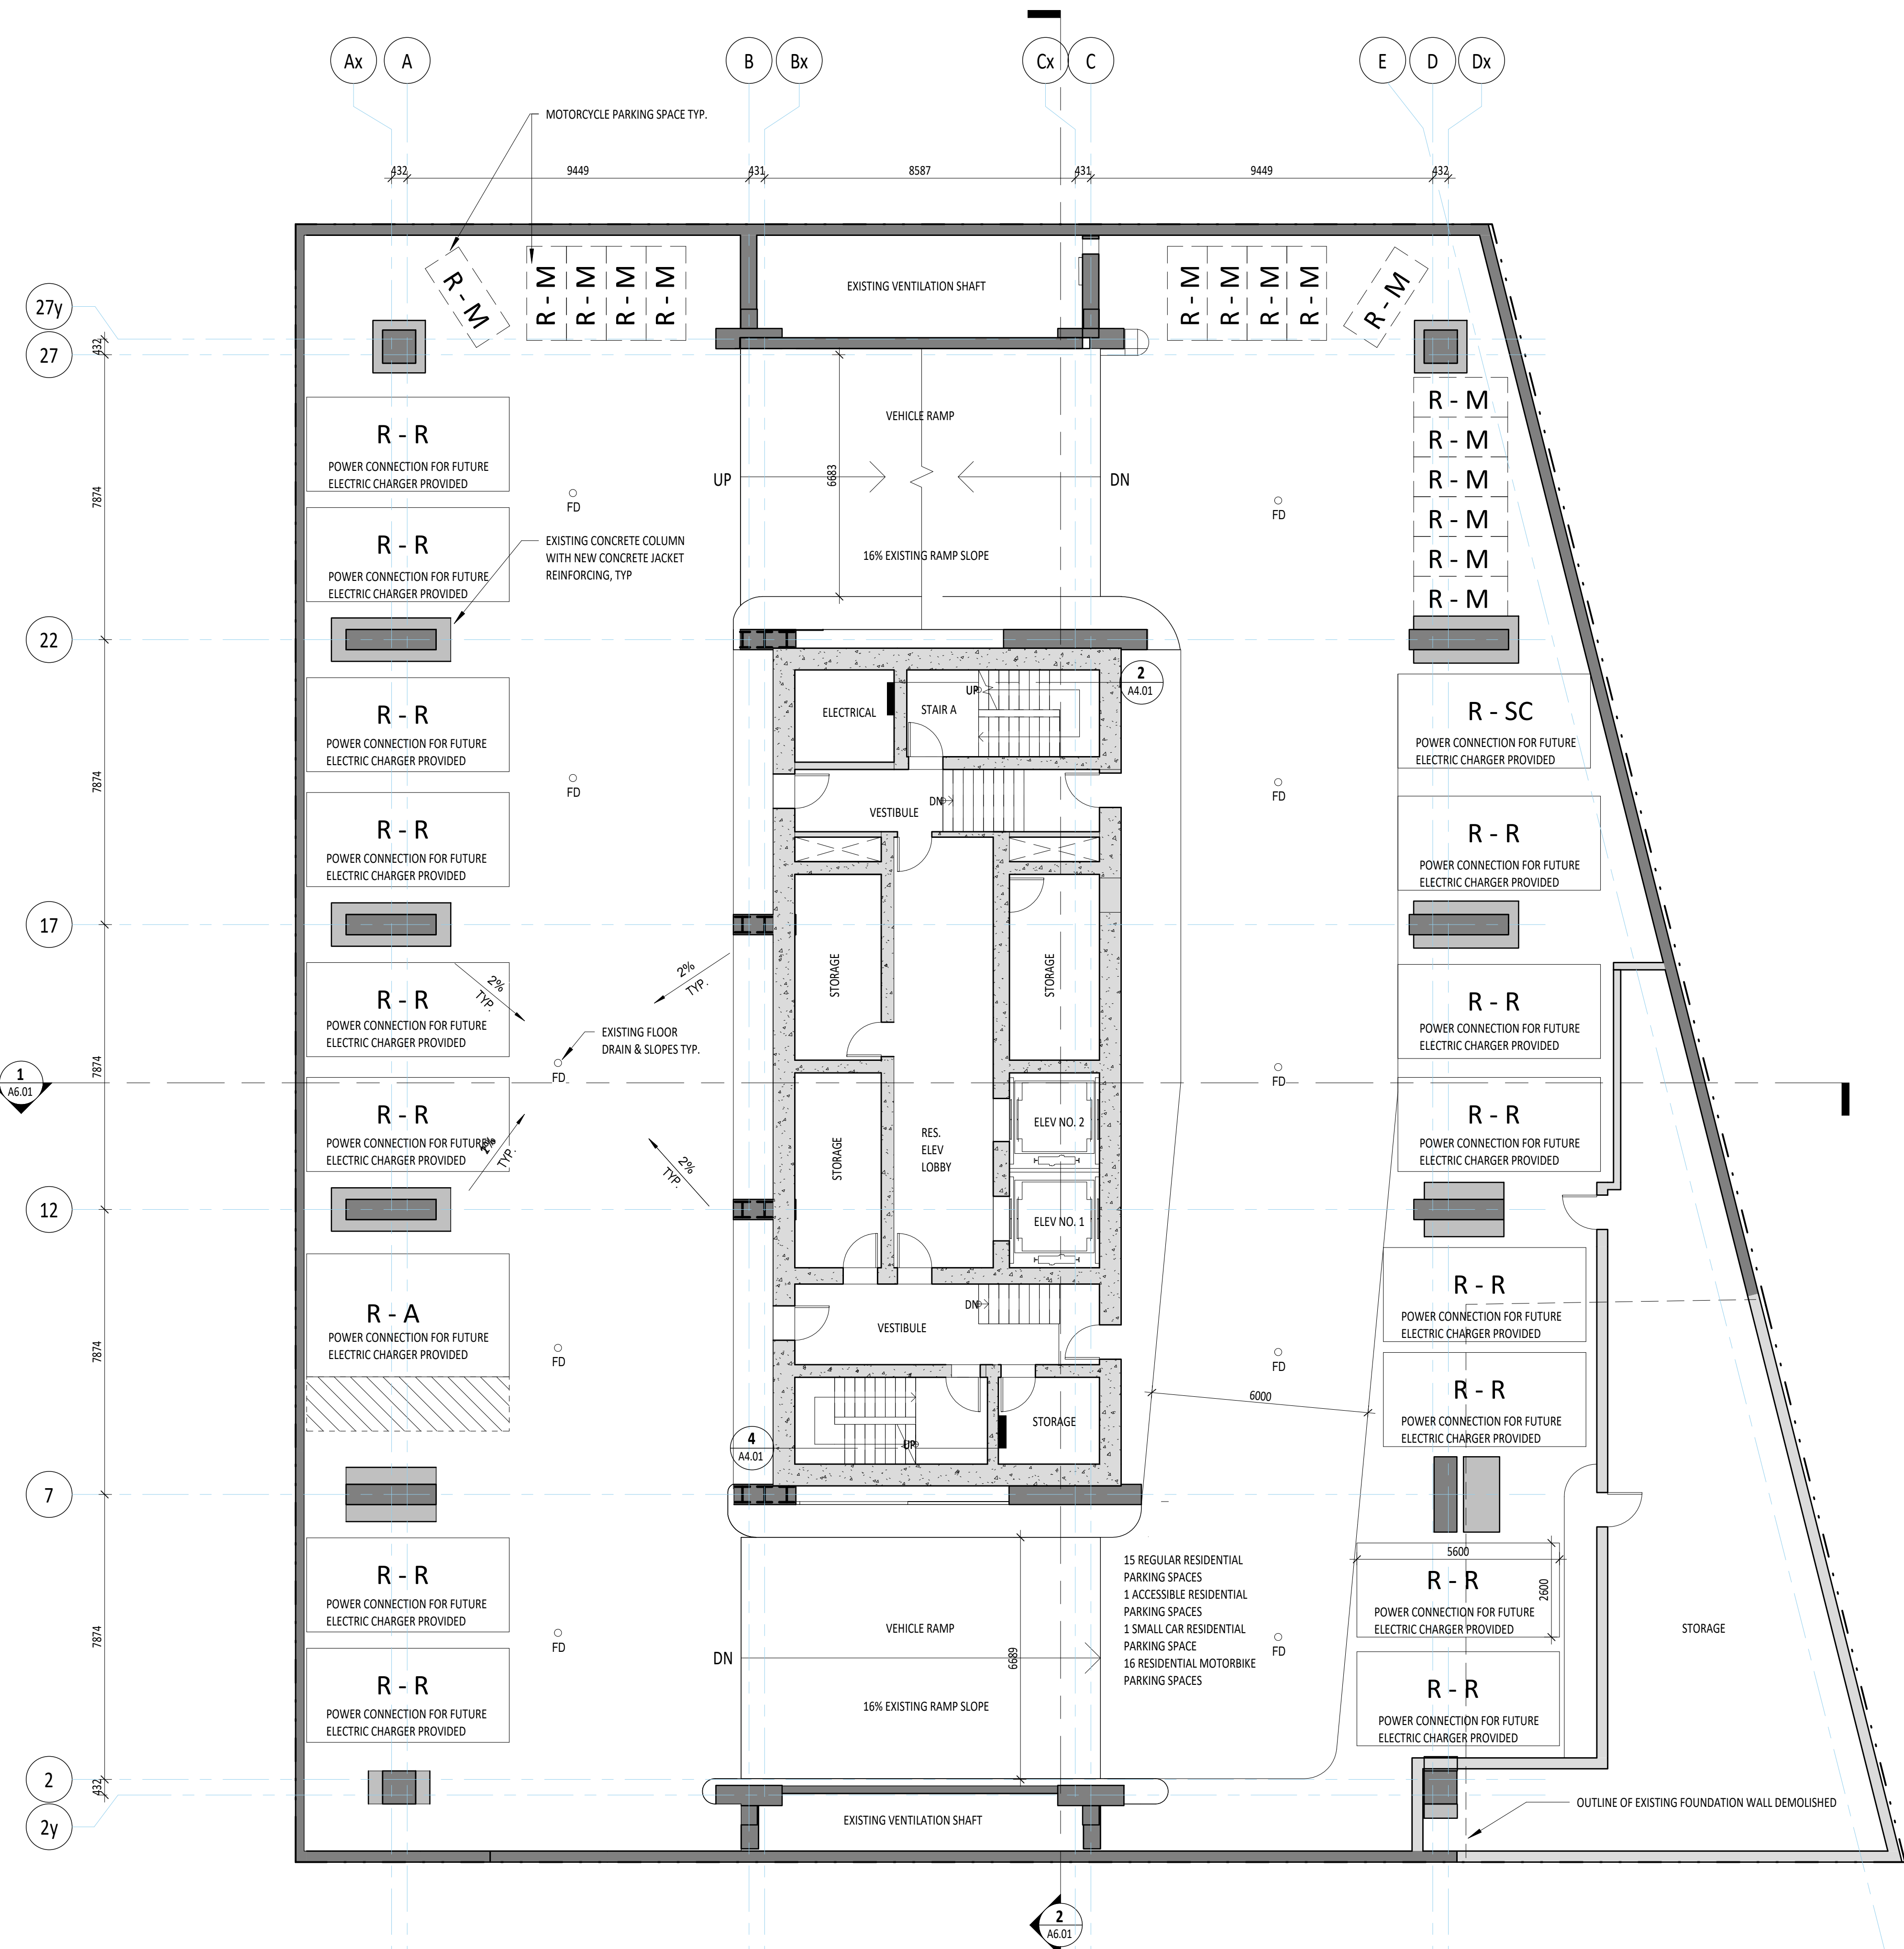 Ax
A
B
Bx
Cx
C
E
D
Dx
MOTORCYCLE PARKING SPACE TYP.
432
9449
431
8587
431
9449
432
27y
27
22
17
12
7
2
2y
432
7874
7874
7874
7874
7874
432
R - M
R - M
R - M
R - M
R - M
EXISTING VENTILATION SHAFT
R - M
R - M
R - M
R - M
R - M
R - R
POWER CONNECTION FOR FUTURE
ELECTRIC CHARGER PROVIDED
R - R
POWER CONNECTION FOR FUTURE
ELECTRIC CHARGER PROVIDED
FD
EXISTING CONCRETE COLUMN
WITH NEW CONCRETE JACKET
REINFORCING, TYP
VEHICLE RAMP
UP
6683
DN
16% EXISTING RAMP SLOPE
FD
R - M
R - M
R - M
R - M
R - M
R - M
R - R
POWER CONNECTION FOR FUTURE
ELECTRIC CHARGER PROVIDED
FD
R - R
POWER CONNECTION FOR FUTURE
ELECTRIC CHARGER PROVIDED
ELECTRICAL
STAIR A
UP
2
A4.01
VESTIBULE
DN
FD
R - SC
POWER CONNECTION FOR FUTURE
ELECTRIC CHARGER PROVIDED
R - R
POWER CONNECTION FOR FUTURE
ELECTRIC CHARGER PROVIDED
R - R
POWER CONNECTION FOR FUTURE
ELECTRIC CHARGER PROVIDED
2%
TYP.
2%
TYP.
EXISTING FLOOR
DRAIN & SLOPES TYP.
FD
STORAGE
STORAGE
FD
R - R
POWER CONNECTION FOR FUTURE
ELECTRIC CHARGER PROVIDED
1
A6.01
R - R
POWER CONNECTION FOR FUTURE
ELECTRIC CHARGER PROVIDED
2%
TYP.
2%
TYP.
STORAGE
RES.
ELEV
LOBBY
ELEV NO. 2
ELEV NO. 1
R - R
POWER CONNECTION FOR FUTURE
ELECTRIC CHARGER PROVIDED
R - A
POWER CONNECTION FOR FUTURE
ELECTRIC CHARGER PROVIDED
FD
DN
VESTIBULE
FD
R - R
POWER CONNECTION FOR FUTURE
ELECTRIC CHARGER PROVIDED
6000
R - R
POWER CONNECTION FOR FUTURE
ELECTRIC CHARGER PROVIDED
STORAGE
UP
4
A4.01
R - R
POWER CONNECTION FOR FUTURE
ELECTRIC CHARGER PROVIDED
FD
R - R
POWER CONNECTION FOR FUTURE
ELECTRIC CHARGER PROVIDED
VEHICLE RAMP
DN
6689
16% EXISTING RAMP SLOPE
15 REGULAR RESIDENTIAL
PARKING SPACES
1 ACCESSIBLE RESIDENTIAL
PARKING SPACES
1 SMALL CAR RESIDENTIAL
PARKING SPACE
16 RESIDENTIAL MOTORBIKE
PARKING SPACES
FD
5600
2600
R - R
POWER CONNECTION FOR FUTURE
ELECTRIC CHARGER PROVIDED
R - R
POWER CONNECTION FOR FUTURE
ELECTRIC CHARGER PROVIDED
STORAGE
OUTLINE OF EXISTING FOUNDATION WALL DEMOLISHED
EXISTING VENTILATION SHAFT
2
A6.01